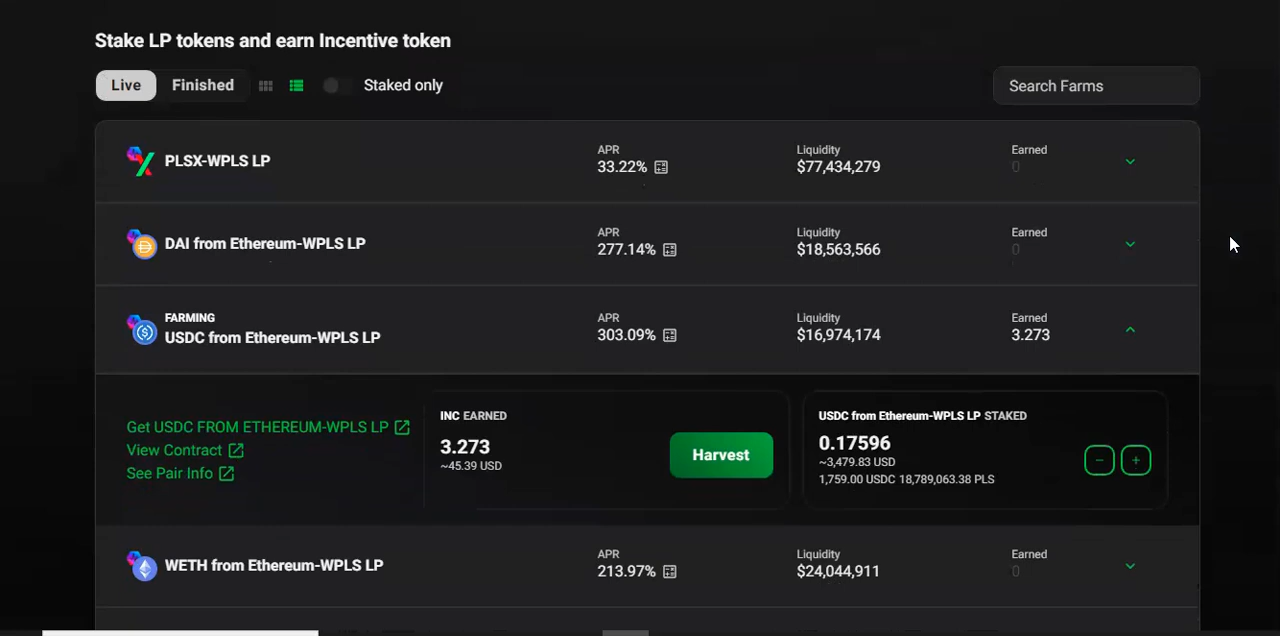 Stake LP tokens and earn Incentive token
Live Finished Staked only Search Farms
PLSX-WPLS LP
APR
33.22%
Liquidity
$77,434,279
Earned
0
DAI from Ethereum-WPLS LP
APR
277.14%
Liquidity
$18,563,566
Earned
0
FARMING
USDC from Ethereum-WPLS LP
APR
303.09%
Liquidity
$16,974,174
Earned
3.273
Get USDC FROM ETHEREUM-WPLS LP
View Contract
See Pair Info
INC EARNED
3.273
~45.39 USD
Harvest
USDC from Ethereum-WPLS LP STAKED
0.17596
~3,479.83 USD
1,759.00 USDC 18,789,063.38 PLS
WETH from Ethereum-WPLS LP
APR
213.97%
Liquidity
$24,044,911
Earned
0